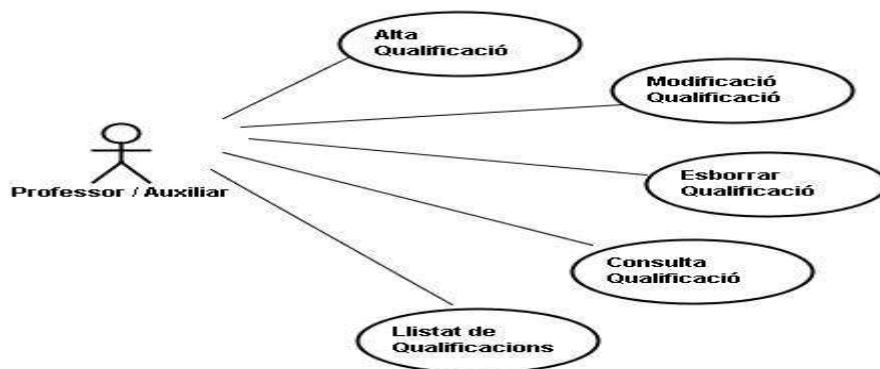 Alta
Qualificació
Modificació
Qualificació
Professor / Auxiliar
Esborrar
Qualificació
Consulta
Qualificació
Llistat de
Qualificacions